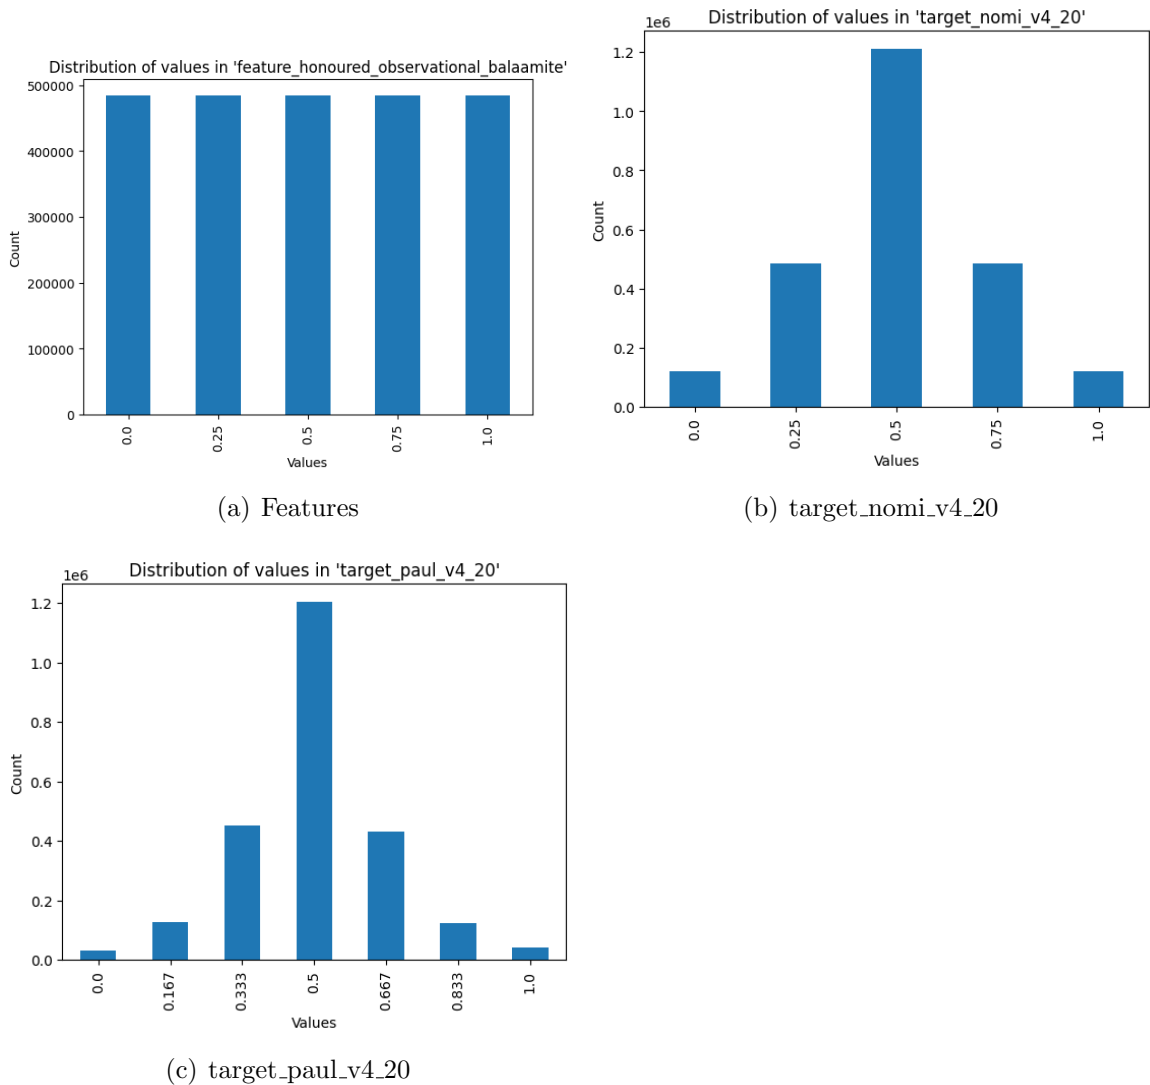 Distribution of values in 'feature_honoured_observational_balaamite'
500000
400000
300000
200000
100000
0
Count
0.0
0.25
0.5
0.75
1.0
Values
(a) Features
1e6
Distribution of values in 'target_nomi_v4_20'
1.2
1.0
0.8
0.6
0.4
0.2
0.0
Count
0.0
0.25
0.5
0.75
1.0
Values
(b) target_nomi_v4_20
1e6
Distribution of values in 'target_paul_v4_20'
1.2
1.0
0.8
0.6
0.4
0.2
0.0
Count
0.0
0.167
0.333
0.5
0.667
0.833
1.0
Values
(c) target_paul_v4_20